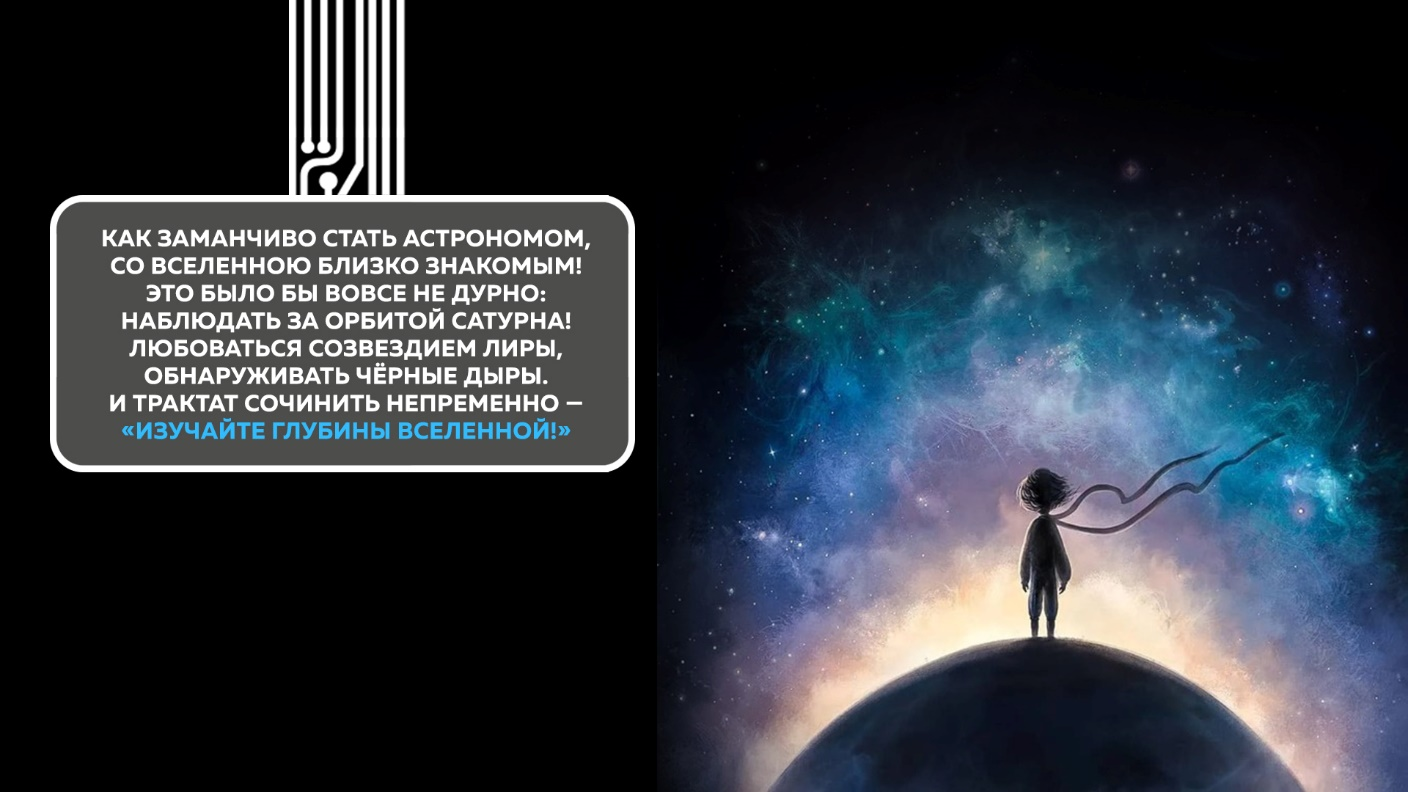 КАК ЗАМАНЧИВО СТАТЬ АСТРОНОМОМ,
СО ВСЕЛЕННОЮ БЛИЗКО ЗНАКОМЫМ!
ЭТО БЫЛО БЫ ВОВСЕ НЕ ДУРНО:
НАБЛЮДАТЬ ЗА ОРБИТОЙ САТУРНА!
ЛЮБОВАТЬСЯ СОЗВЕЗДИЕМ ЛИРЫ,
ОБНАРУЖИВАТЬ ЧЁРНЫЕ ДЫРЫ.
И ТРАКТАТ СОЧИНИТЬ НЕПРЕМЕННО –
«ИЗУЧАЙТЕ ГЛУБИНЫ ВСЕЛЕННОЙ!»